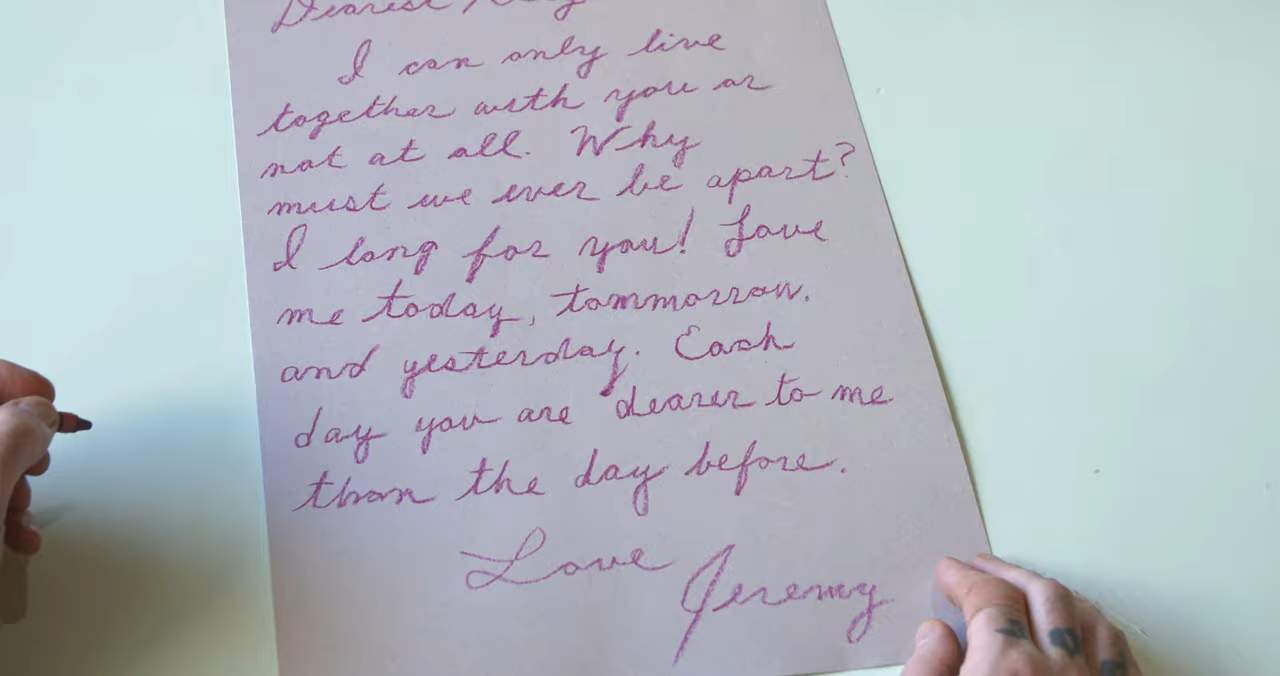 Dearest
I can only live
together with you or
not at all. Why
must we ever be apart?
I long for you! Love
me today, tommorrow.
and yesterday. Each
day you are dearer to me
than the day before.
Love Jeremy